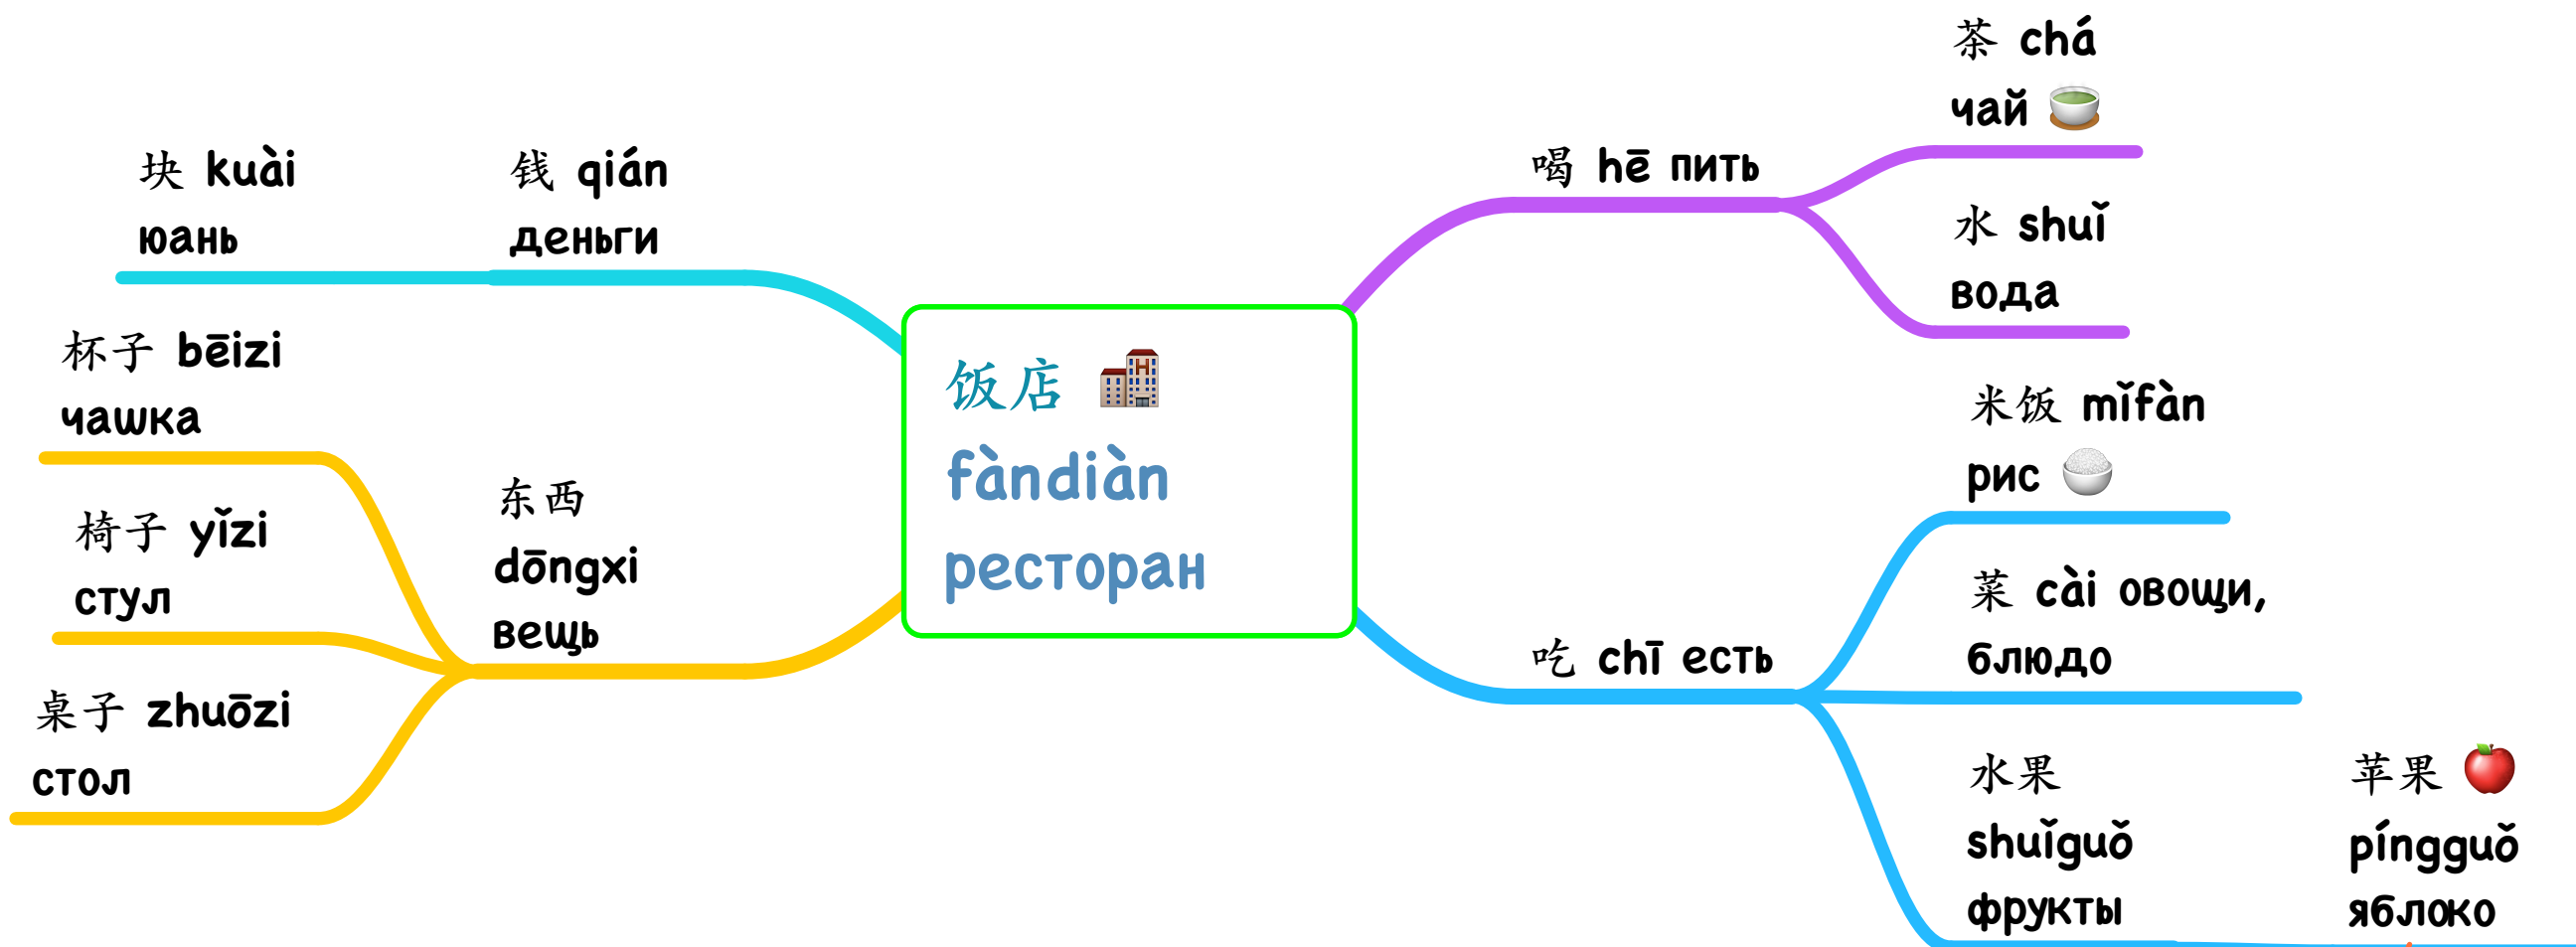 饭店
fàndiàn
ресторан
钱 qián
деньги
块 kuài
юань
东西
dōngxi
вещь
杯子 bēizi
чашка
椅子 yǐzi
стул
桌子 zhuōzi
стол
喝 hē пить
茶 chá
чай
水 shuǐ
вода
吃 chī есть
米饭 mǐfàn
рис
菜 cài овощи,
блюдо
水果
shuǐguǒ
фрукты
苹果
píngguǒ
яблоко